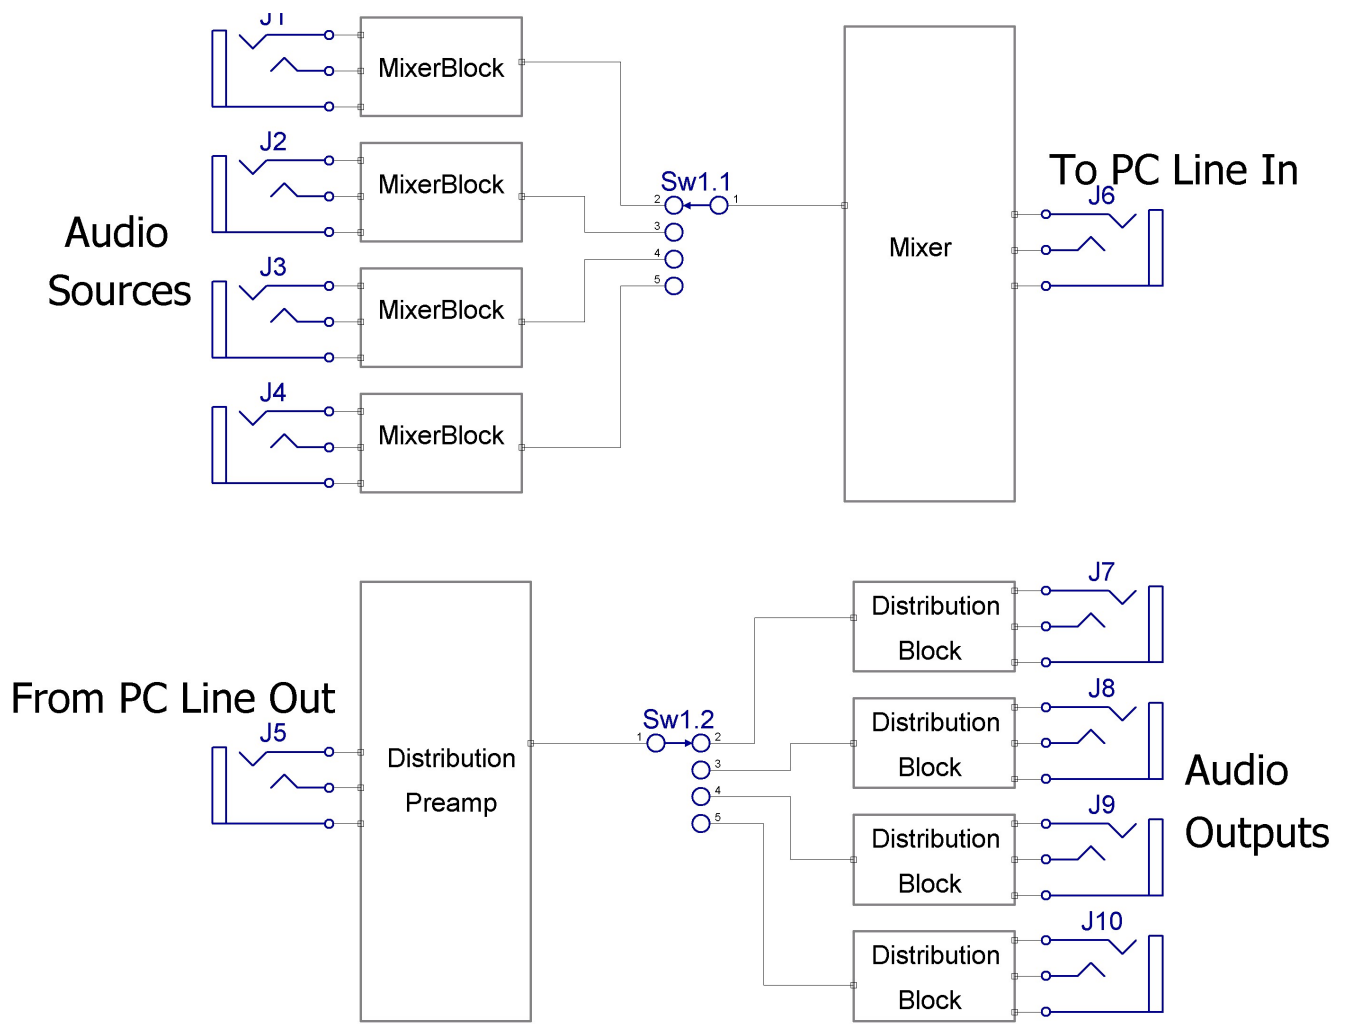 J1
MixerBlock
J2
MixerBlock
Audio
Sources
J3
MixerBlock
J4
MixerBlock
Sw1.1
2
1
3
4
5
Mixer
To PC Line In
J6
From PC Line Out
J5
Distribution
Preamp
Sw1.2
1
2
3
4
5
J7
Distribution
Block
J8
Distribution
Block
J9
Distribution
Block
J10
Distribution
Block
Audio
Outputs